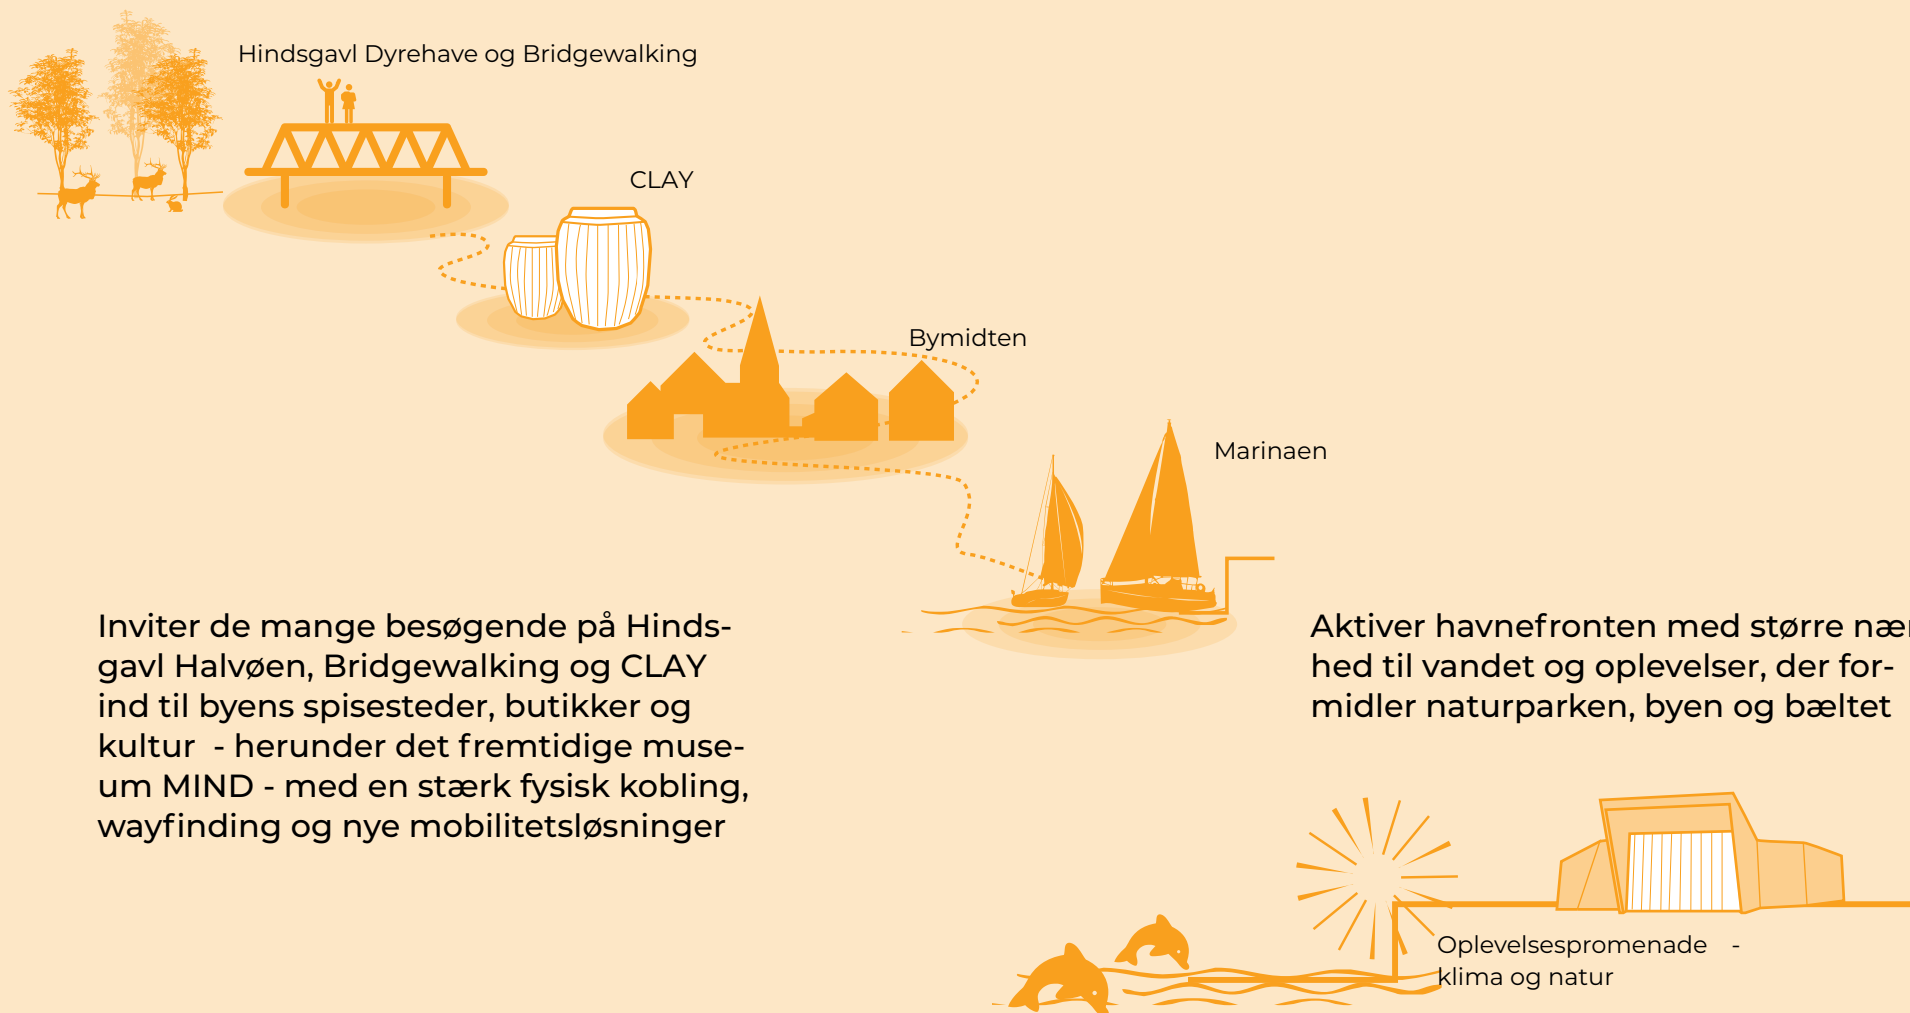 Hindsgavl Dyrehave og Bridgewalking
CLAY
Bymidten
Marinaen
Inviter de mange besøgende på Hinds-
gavl Halvøen, Bridgewalking og CLAY
ind til byens spisesteder, butikker og
kultur - herunder det fremtidige muse-
um MIND - med en stærk fysisk kobling,
wayfinding og nye mobilitetsløsninger
Aktiver havnefronten med større nær
hed til vandet og oplevelser, der for-
midler naturparken, byen og bæltet
Oplevelsespromenade -
klima og natur